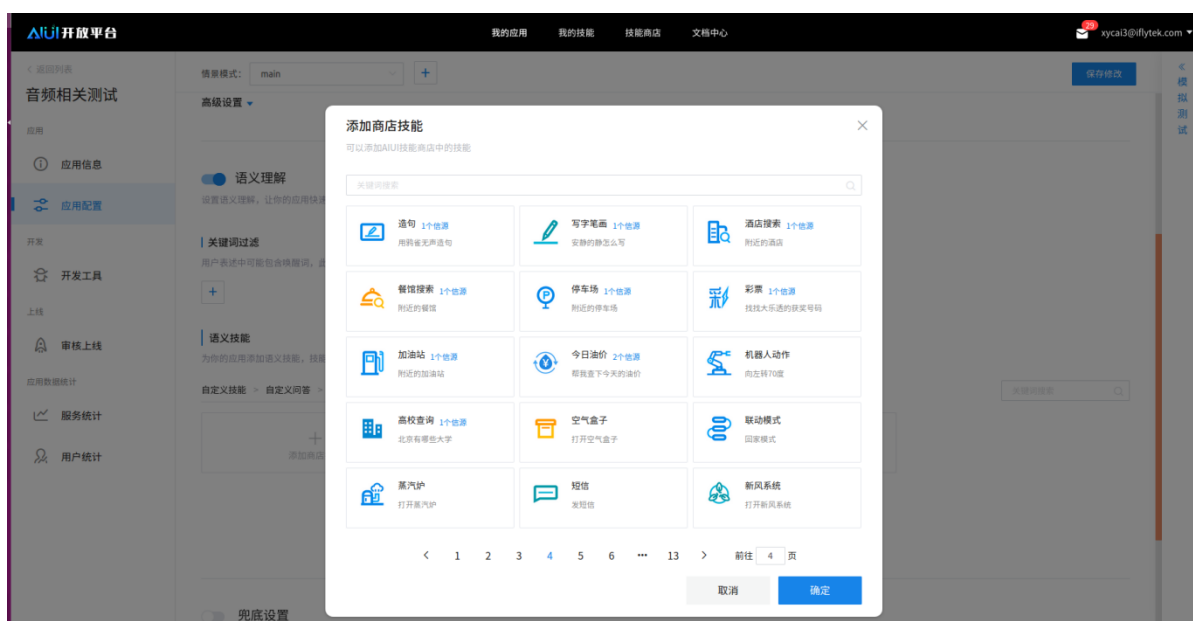 AIUI开放平台
我的应用 我的技能 技能商店 文档中心
29 xycai3@iflytek.com
< 返回列表
音频相关测试
应用
应用信息
应用配置
开发
开发工具
上线
审核上线
应用数据统计
服务统计
用户统计
情景模式: main +
保存修改
« 模拟测试
高级设置
语义理解
设置语义理解，让你的应用快速
关键词过滤
用户表述中可能包含唤醒词，
+
语义技能
为你的应用添加语义技能，技能
自定义技能 > 自定义问答 >
关键词搜索
添加商店
兜底设置
添加商店技能
可以添加AIUI技能商店中的技能
关键词搜索
造句 1个信源
用鸦雀无声造句
写字笔画 1个信源
安静的静怎么写
酒店搜索 1个信源
附近的酒店
餐馆搜索 1个信源
附近的餐馆
停车场 1个信源
附近的停车场
彩票 1个信源
找找大乐透的获奖号码
加油站 1个信源
附近的加油站
今日油价 2个信源
帮我查下今天的油价
机器人动作
向左转70度
高校查询 1个信源
北京有哪些大学
空气盒子
打开空气盒子
联动模式
回家模式
蒸汽炉
打开蒸汽炉
短信
发短信
新风系统
打开新风系统
< 1 2 3 4 5 6 ••• 13 > 前往 4 页
取消 确定